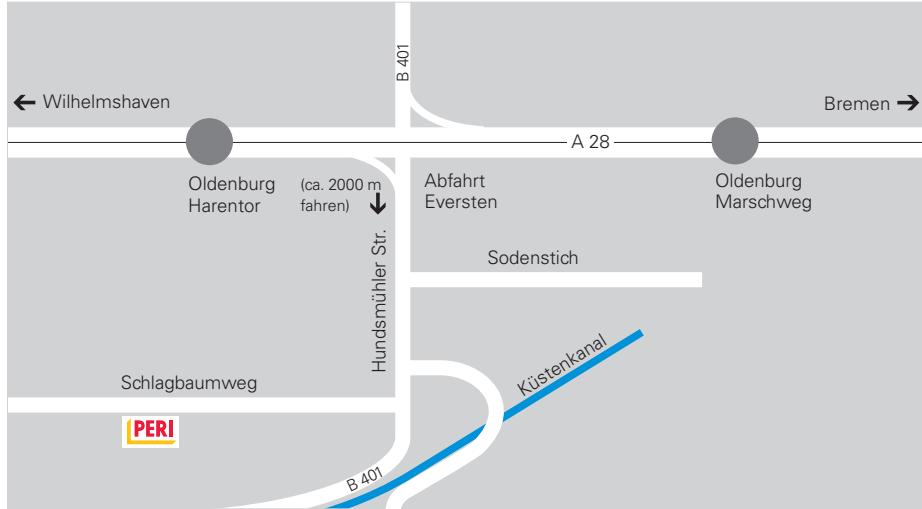 B 401
← Wilhelmshaven
Bremen →
A 28
Oldenburg
Harentor
(ca. 2000 m
fahren)
Abfahrt
Eversten
Oldenburg
Marschweg
Hundsmühler Str.
Sodenstich
Küstenkanal
Schlagbaumweg
PERI
B 401